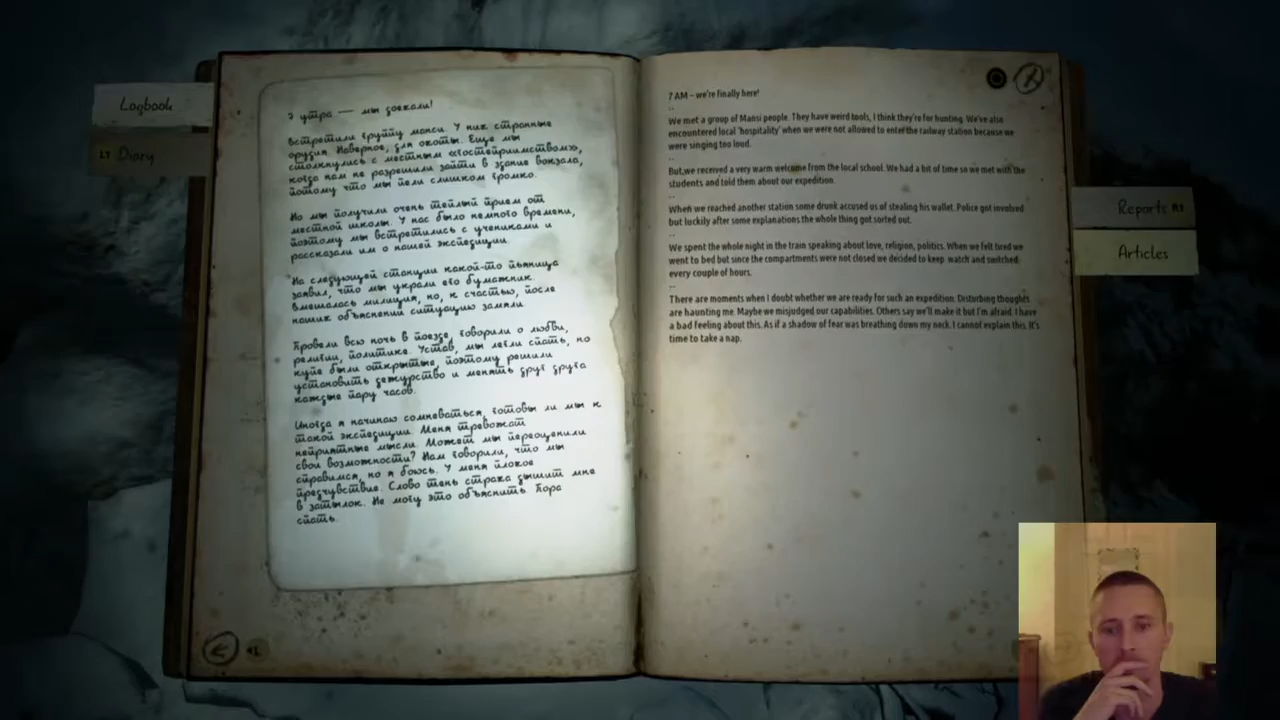 Logbook
LT Diary
7 утра — мы доехали!
Встретили группу манси. У них странные
орудия. Наверное, для охоты. Еще мы
столкнулись с местным «гостеприимством»,
когда нам не разрешили зайти в здание вокзала,
потому что мы пели слишком громко.
Но мы получили очень теплый прием от
местной школы. У нас было немного времени,
поэтому мы встретились с учениками и
рассказали им о нашей экспедиции.
На следующей станции какой-то пьяница
заявил, что мы украли его бумажник.
Вмешалась милиция, но, к счастью, после
наших объяснений ситуацию замяли.
Провели всю ночь в поезде, говорили о любви,
религии, политике. Устав, мы легли спать, но
купе были открытые, поэтому решили
установить дежурство и менять друг друга
каждые пару часов.
Иногда я начинаю сомневаться, готовы ли мы к
такой экспедиции. Меня тревожат
неприятные мысли. Может мы переоценили
свои возможности? Нам говорили, что мы
справимся, но я боюсь. У меня плохое
предчувствие. Слово тень страха дышит мне
в затылок. Не могу это объяснить. Пора
спать.
7 AM – we're finally here!
--
We met a group of Mansi people. They have weird tools, I think they're for hunting. We've also
encountered local 'hospitality' when we were not allowed to enter the railway station because we
were singing too loud.
--
But we received a very warm welcome from the local school. We had a bit of time so we met with the
students and told them about our expedition.
--
When we reached another station some drunk accused us of stealing his wallet. Police got involved
but luckily after some explanations the whole thing got sorted out.
--
We spent the whole night in the train speaking about love, religion, politics. When we felt tired we
went to bed but since the compartments were not closed we decided to keep watch and switched
every couple of hours.
--
There are moments when I doubt whether we are ready for such an expedition. Disturbing thoughts
are haunting me. Maybe we misjudged our capabilities. Others say we'll make it but I'm afraid. I have
a bad feeling about this. As if a shadow of fear was breathing down my neck. I cannot explain this. It's
time to take a nap.
Reports
Articles